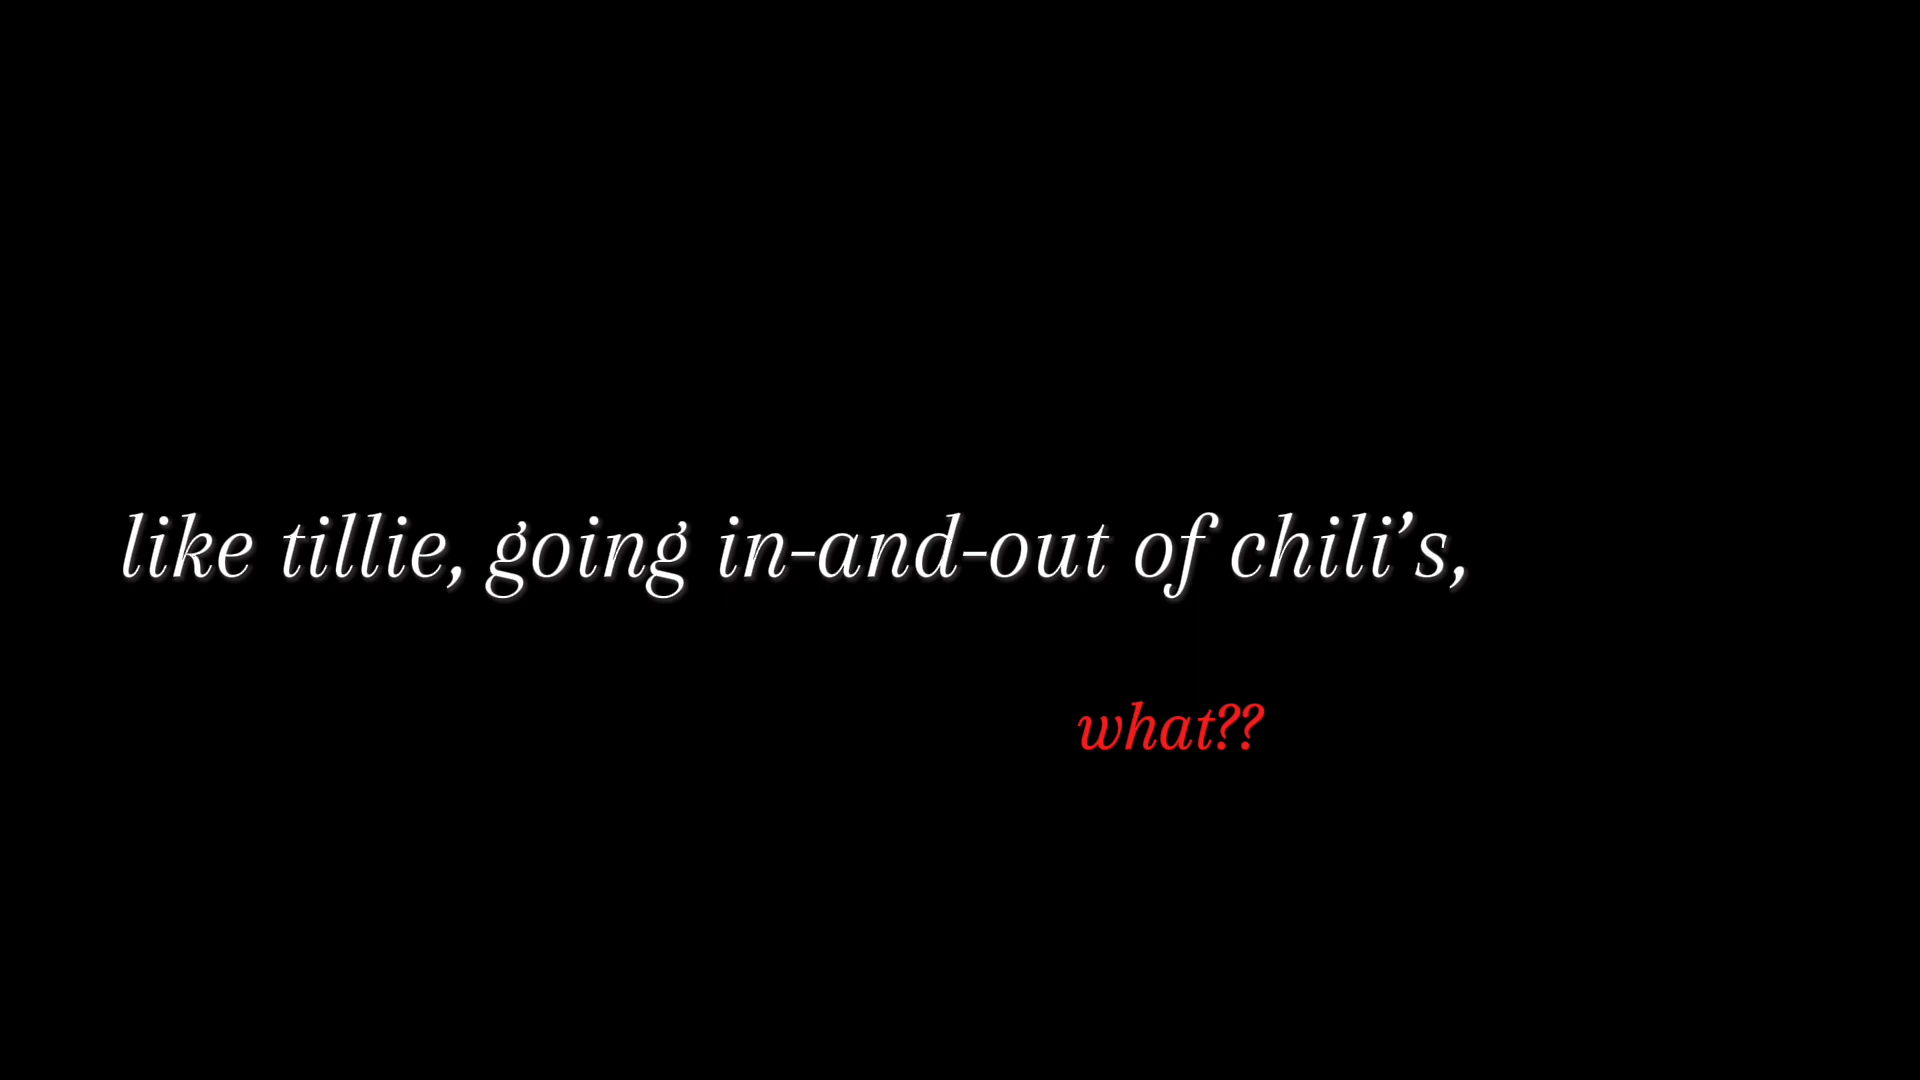 like tillie, going in-and-out of chili’s,
what??